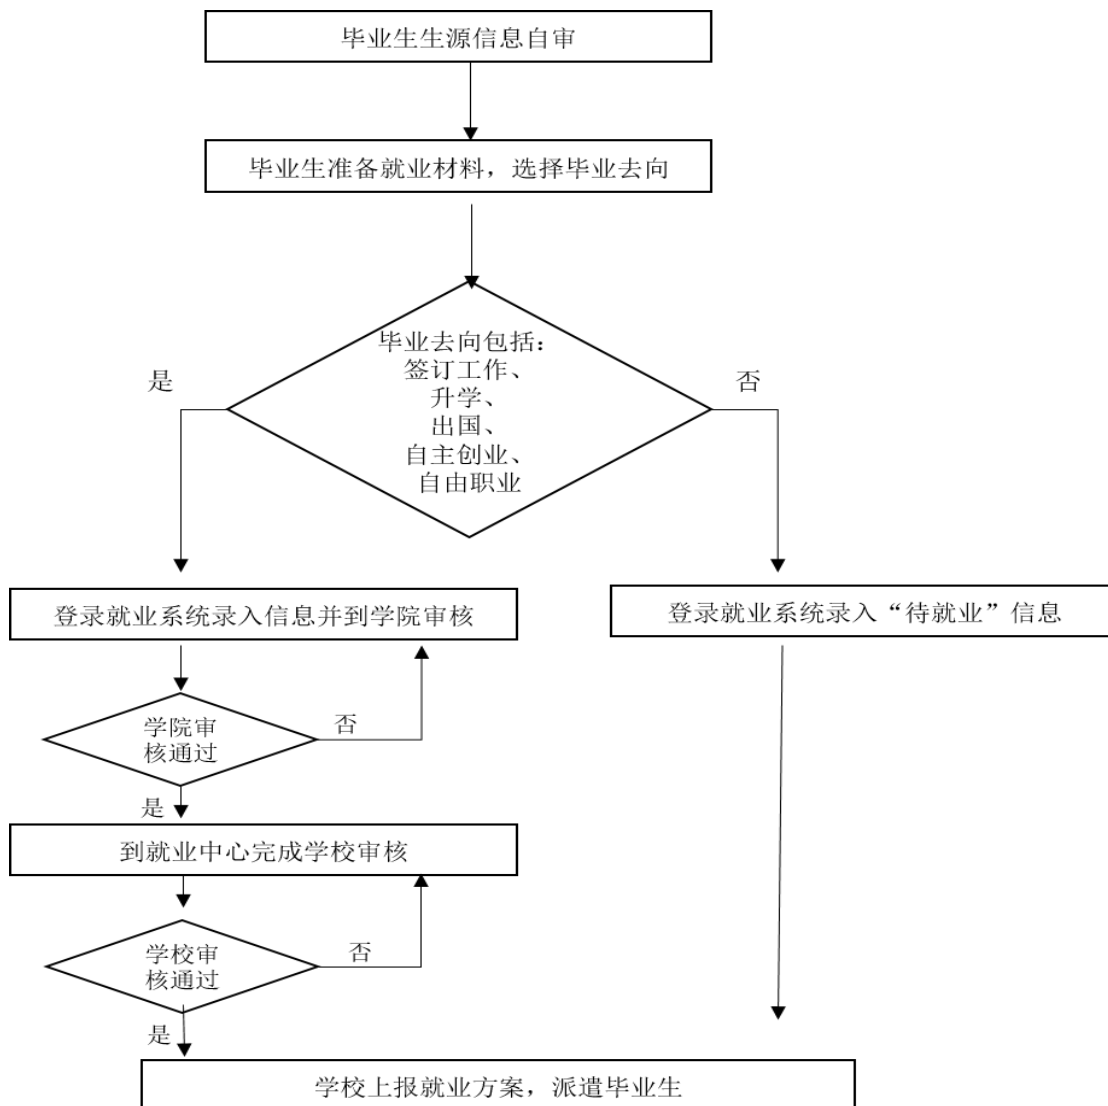 毕业生生源信息自审
毕业生准备就业材料，选择毕业去向
毕业去向包括：
签订工作、
升学、
出国、
自主创业、
自由职业
是
否
登录就业系统录入信息并到学院审核
登录就业系统录入“待就业”信息
学院审
核通过
否
是
到就业中心完成学校审核
学校审
核通过
否
是
学校上报就业方案，派遣毕业生